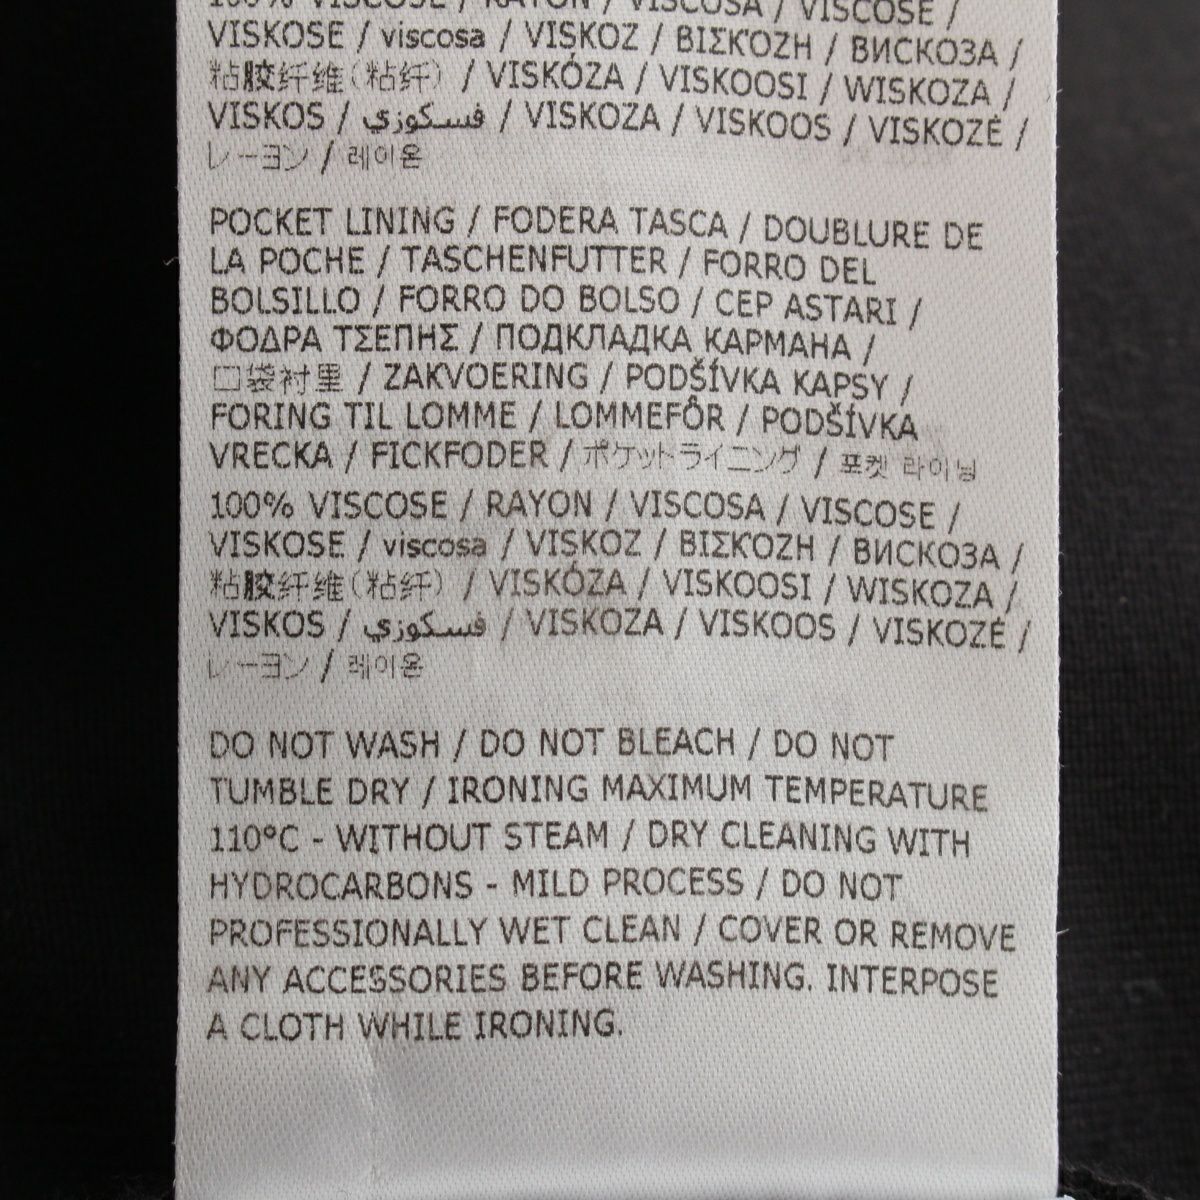 100% VISCOSE / RAYON / VISCOSA / VISCOSE /
VISKOSE / viscosa / VISKOZ / ΒΙΣΚΌΖΗ / ВИСКОЗА /
粘胶纤维(粘纤) / VISKÓZA / VISKOOSI / WISKOZA /
VISKOS / فسكوزي / VISKOZA / VISKOOS / VISKOZĖ /
レーヨン / 레이온
POCKET LINING / FODERA TASCA / DOUBLURE DE
LA POCHE / TASCHENFUTTER / FORRO DEL
BOLSILLO / FORRO DO BOLSO / CEP ASTARI /
ΦΟΔΡΑ ΤΣΕΠΗΣ / ПОДКЛАДКА КАРМАНА /
口袋衬里 / ZAKVOERING / PODŠÍVKA KAPSY /
FORING TIL LOMME / LOMMEFÔR / PODŠÍVKA
VRECKA / FICKFODER / ポケットライニング / 포켓 라이닝
100% VISCOSE / RAYON / VISCOSA / VISCOSE /
VISKOSE / viscosa / VISKOZ / ΒΙΣΚΌΖΗ / ВИСКОЗА /
粘胶纤维(粘纤) / VISKÓZA / VISKOOSI / WISKOZA /
VISKOS / فسكوزي / VISKOZA / VISKOOS / VISKOZĖ /
レーヨン / 레이온
DO NOT WASH / DO NOT BLEACH / DO NOT
TUMBLE DRY / IRONING MAXIMUM TEMPERATURE
110°C - WITHOUT STEAM / DRY CLEANING WITH
HYDROCARBONS - MILD PROCESS / DO NOT
PROFESSIONALLY WET CLEAN / COVER OR REMOVE
ANY ACCESSORIES BEFORE WASHING. INTERPOSE
A CLOTH WHILE IRONING.